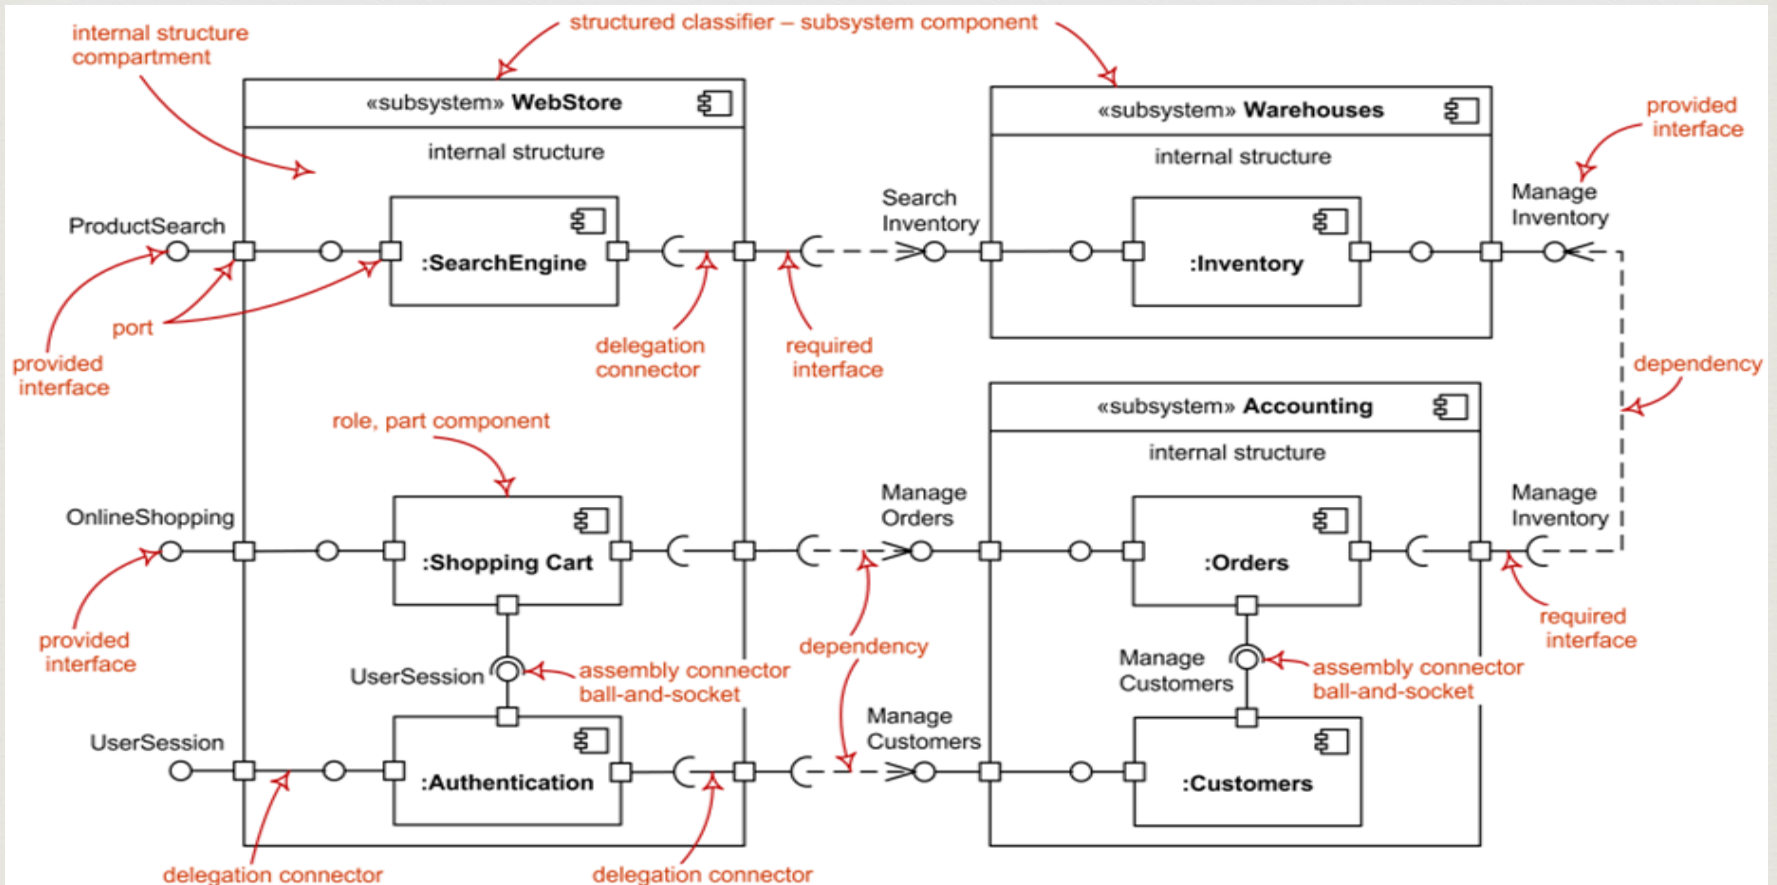 structured classifier – subsystem component
internal structure
compartment
«subsystem» WebStore
internal structure
«subsystem» Warehouses
internal structure
provided
interface
ProductSearch
:SearchEngine
Search
Inventory
:Inventory
Manage
Inventory
port
provided
interface
delegation
connector
required
interface
dependency
role, part component
«subsystem» Accounting
internal structure
OnlineShopping
:Shopping Cart
Manage
Orders
:Orders
Manage
Inventory
provided
interface
dependency
required
interface
UserSession
assembly connector
ball-and-socket
Manage
Customers
assembly connector
ball-and-socket
UserSession
:Authentication
Manage
Customers
:Customers
delegation connector
delegation connector